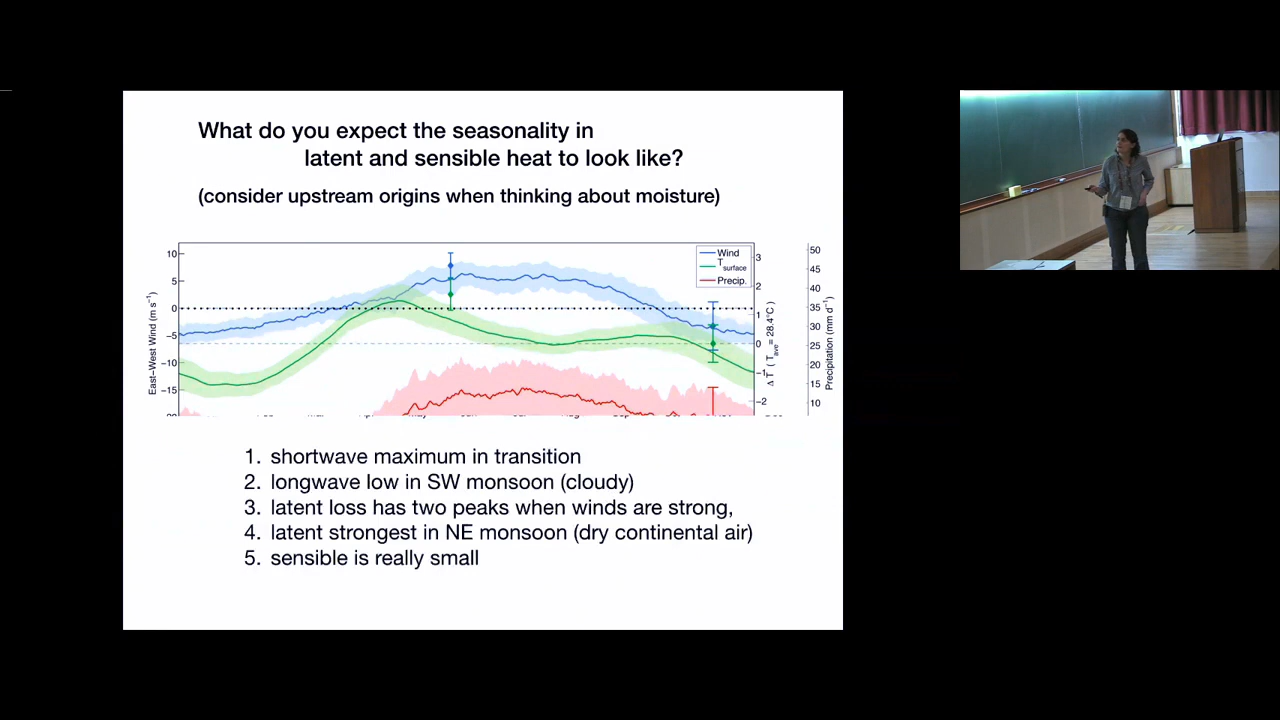 What do you expect the seasonality in
latent and sensible heat to look like?
(consider upstream origins when thinking about moisture)
10
5
0
−5
−10
−15
East–West Wind (m s⁻¹)
Wind
T surface
Precip.
3
2
1
0
−1
−2
Δ T ( T ave = 28.4°C )
50
45
40
35
30
25
20
15
10
Precipitation (mm d⁻¹)
1. shortwave maximum in transition
2. longwave low in SW monsoon (cloudy)
3. latent loss has two peaks when winds are strong,
4. latent strongest in NE monsoon (dry continental air)
5. sensible is really small